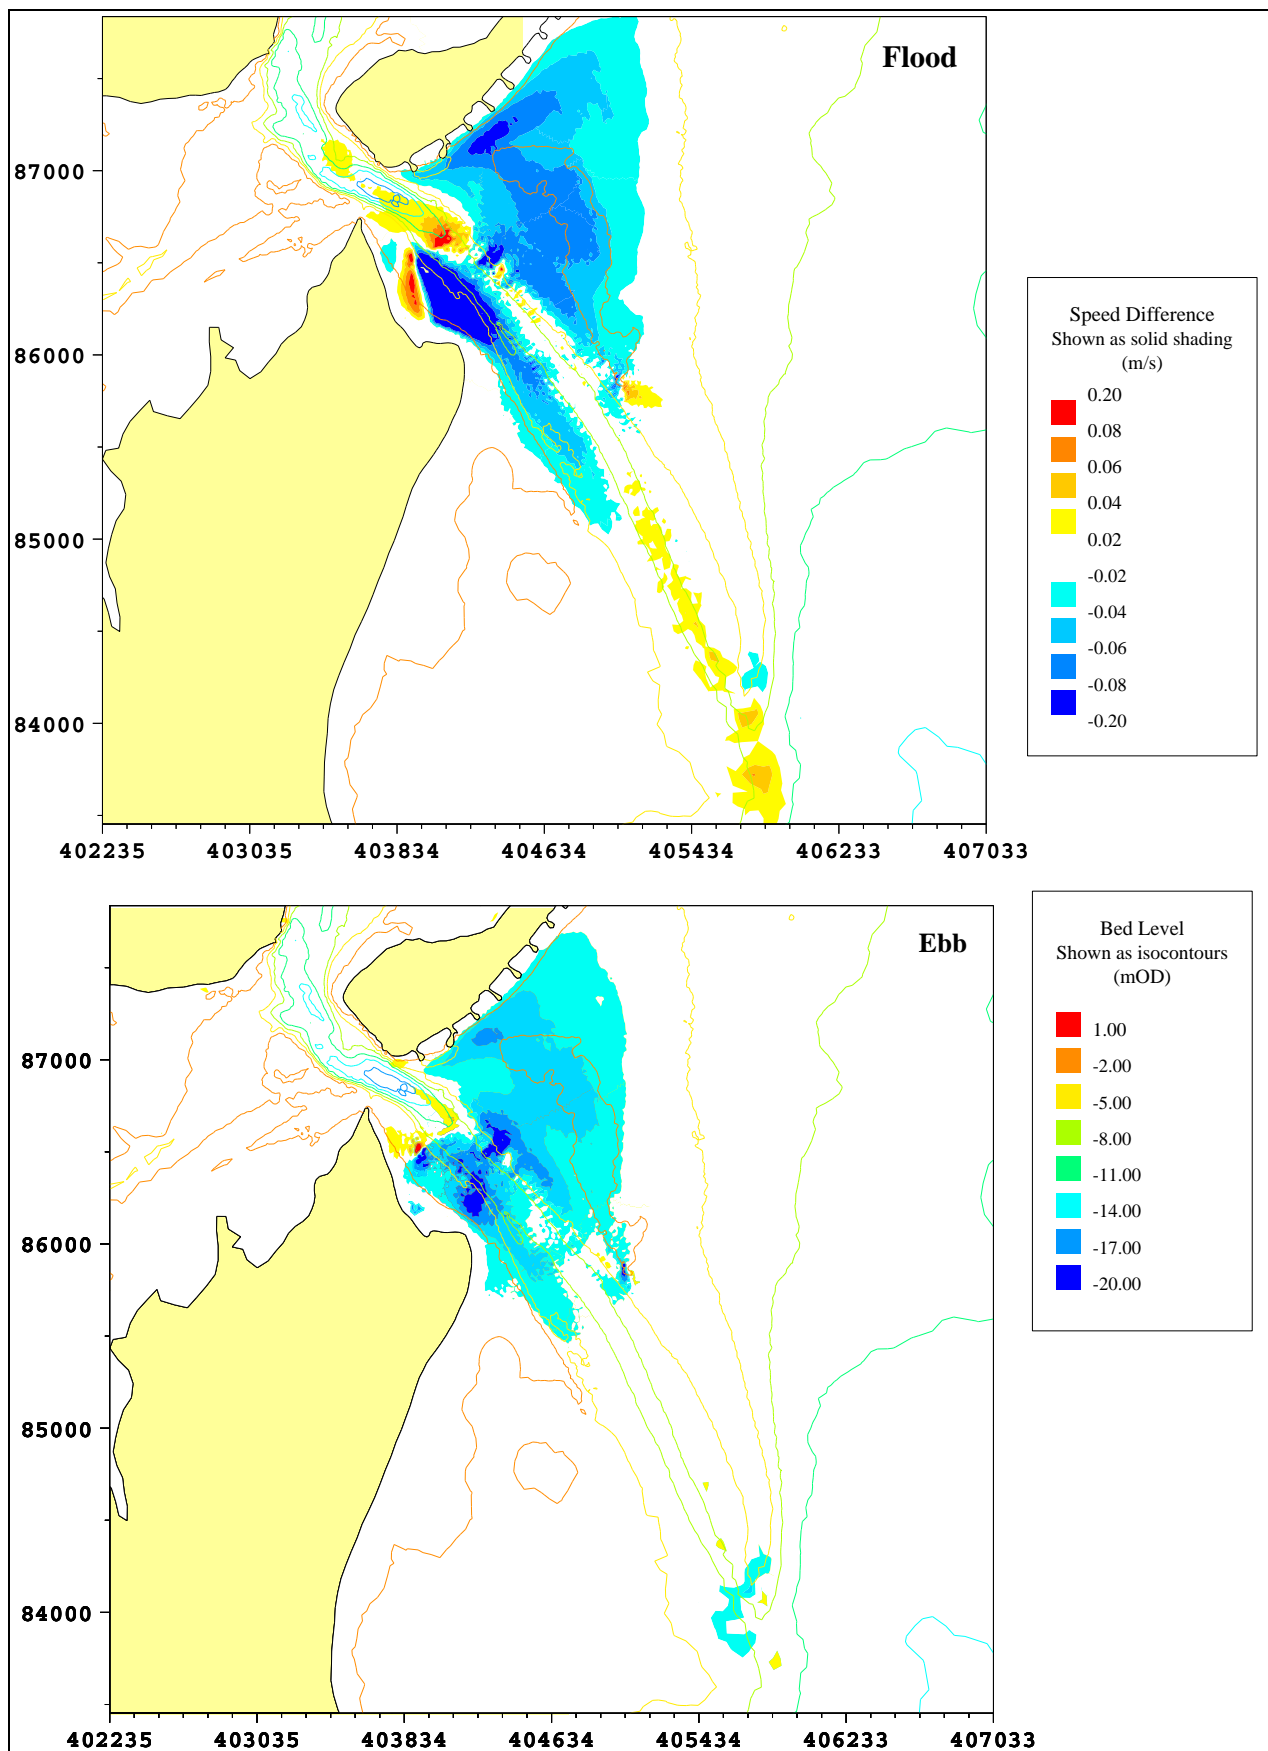 Flood
87000
86000
85000
84000
402235 403035 403834 404634 405434 406233 407033
Speed Difference
Shown as solid shading
(m/s)
0.20
0.08
0.06
0.04
0.02
-0.02
-0.04
-0.06
-0.08
-0.20
Ebb
87000
86000
85000
84000
402235 403035 403834 404634 405434 406233 407033
Bed Level
Shown as isocontours
(mOD)
1.00
-2.00
-5.00
-8.00
-11.00
-14.00
-17.00
-20.00